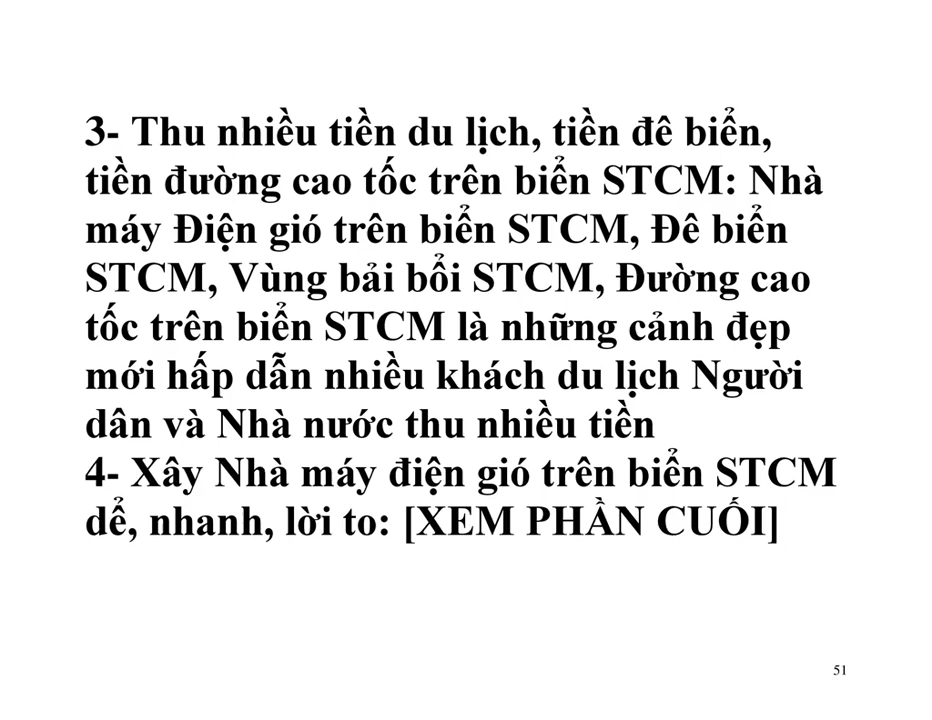 3- Thu nhiều tiền du lịch, tiền đê biển,
tiền đường cao tốc trên biển STCM: Nhà
máy Điện gió trên biển STCM, Đê biển
STCM, Vùng bải bổi STCM, Đường cao
tốc trên biển STCM là những cảnh đẹp
mới hấp dẫn nhiều khách du lịch Người
dân và Nhà nước thu nhiều tiền
4- Xây Nhà máy điện gió trên biển STCM
dể, nhanh, lời to: [XEM PHẦN CUỐI]
51